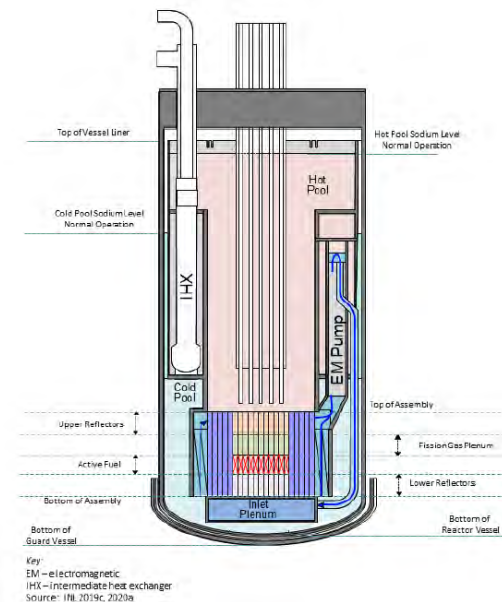 Top of Vessel Liner
Hot Pool Sodium Level
Normal Operation
Hot
Pool
Cold Pool Sodium Level
Normal Operation
IHX
EM Pump
Cold
Pool
Top of Assembly
Upper Reflectors
Fission Gas Plenum
Active Fuel
Lower Reflectors
Bottom of Assembly
Inlet
Plenum
Bottom of
Guard Vessel
Bottom of
Reactor Vessel
Key:
EM – electromagnetic
IHX – intermediate heat exchanger
Source: INL 2019c, 2020a